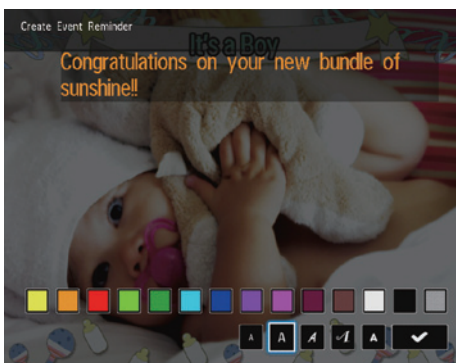 Create Event Reminder
It's a Boy
Congratulations on your new bundle of
sunshine!!
A A A A A